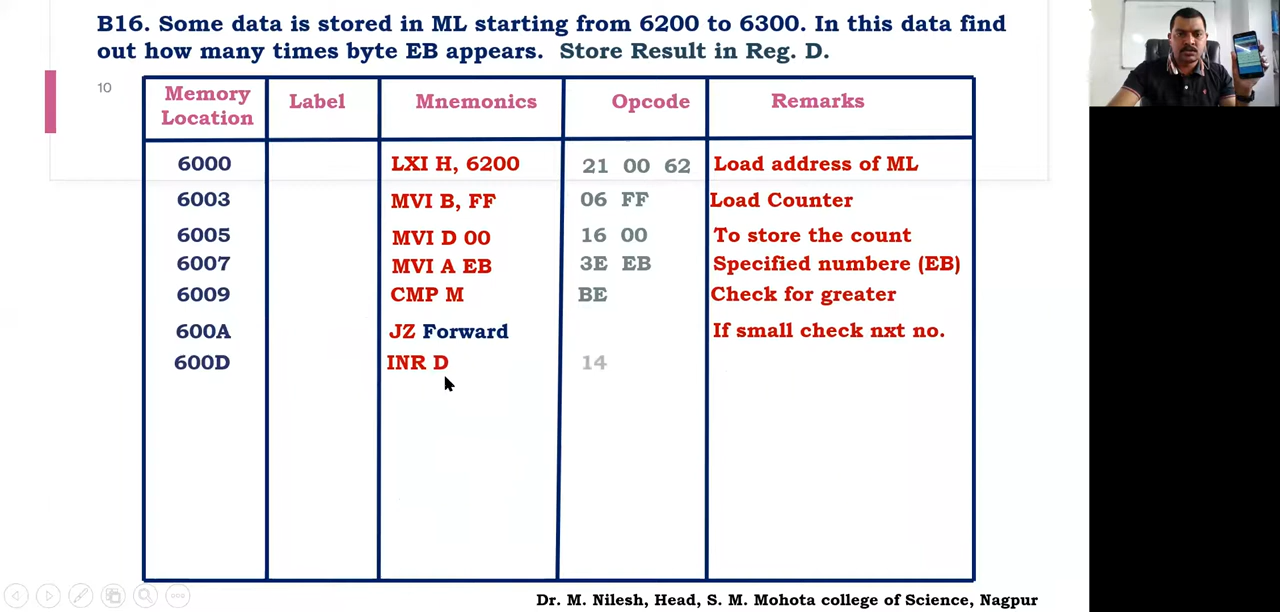 B16. Some data is stored in ML starting from 6200 to 6300. In this data find
out how many times byte EB appears. Store Result in Reg. D.
10
Memory Location Label Mnemonics Opcode Remarks
6000 LXI H, 6200 21 00 62 Load address of ML
6003 MVI B, FF 06 FF Load Counter
6005 MVI D 00 16 00 To store the count
6007 MVI A EB 3E EB Specified numbere (EB)
6009 CMP M BE Check for greater
600A JZ Forward If small check nxt no.
600D INR D 14
Dr. M. Nilesh, Head, S. M. Mohota college of Science, Nagpur